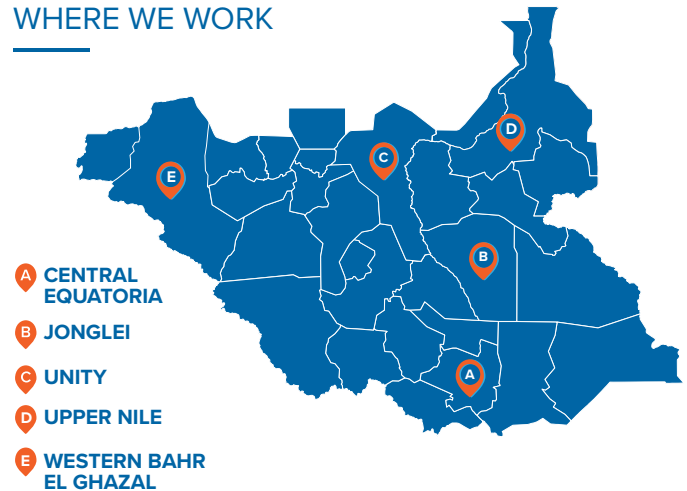 WHERE WE WORK
D
C
E
B
A
A CENTRAL
EQUATORIA
B JONGLEI
C UNITY
D UPPER NILE
E WESTERN BAHR
EL GHAZAL